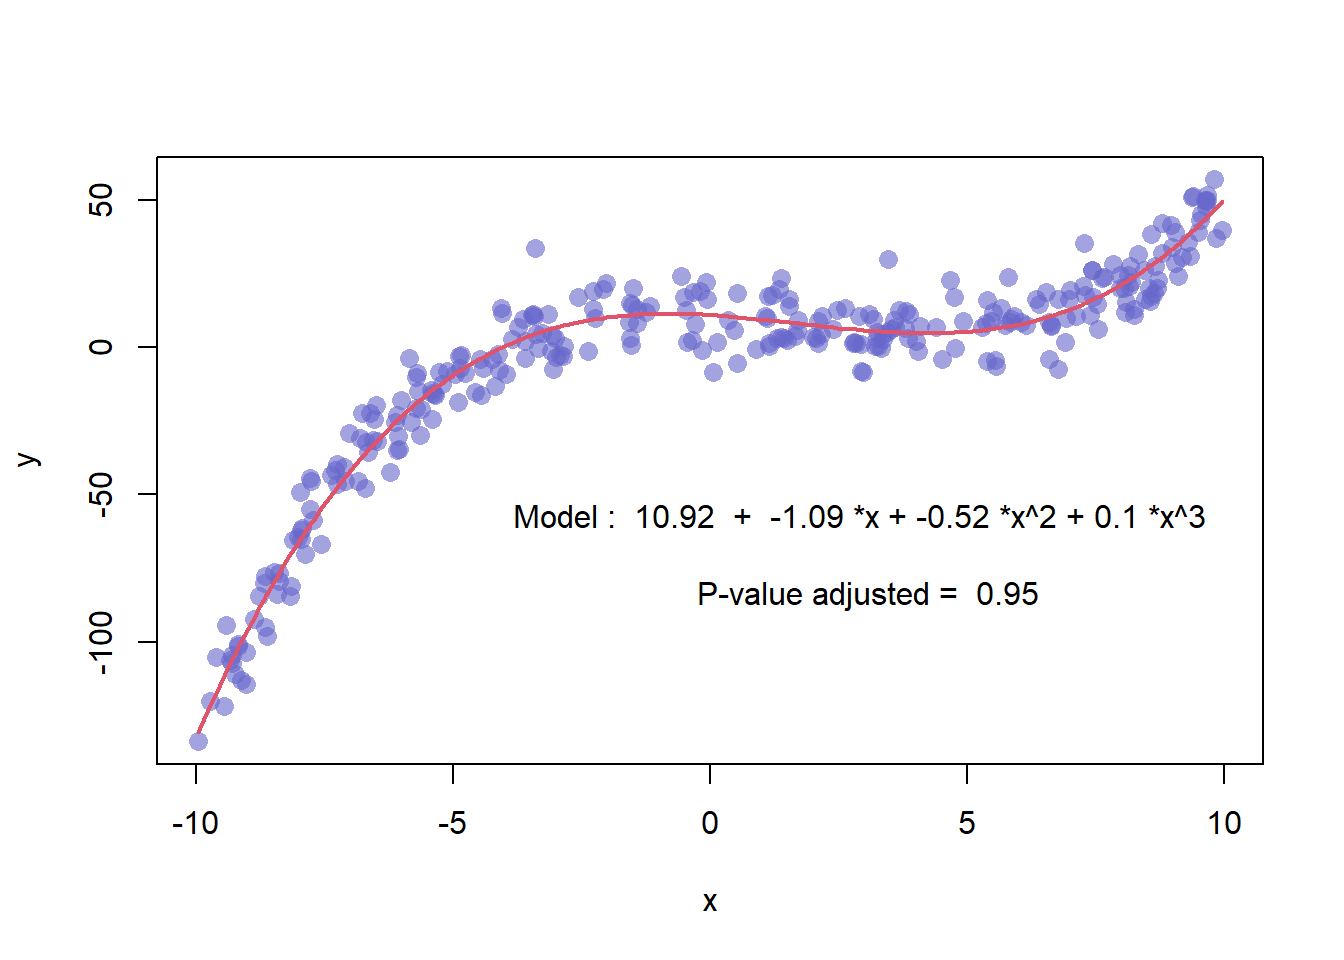 50
0
-50
-100
y
Model :  10.92  +  -1.09 *x + -0.52 *x^2 + 0.1 *x^3
P-value adjusted =  0.95
-10 -5 0 5 10
x